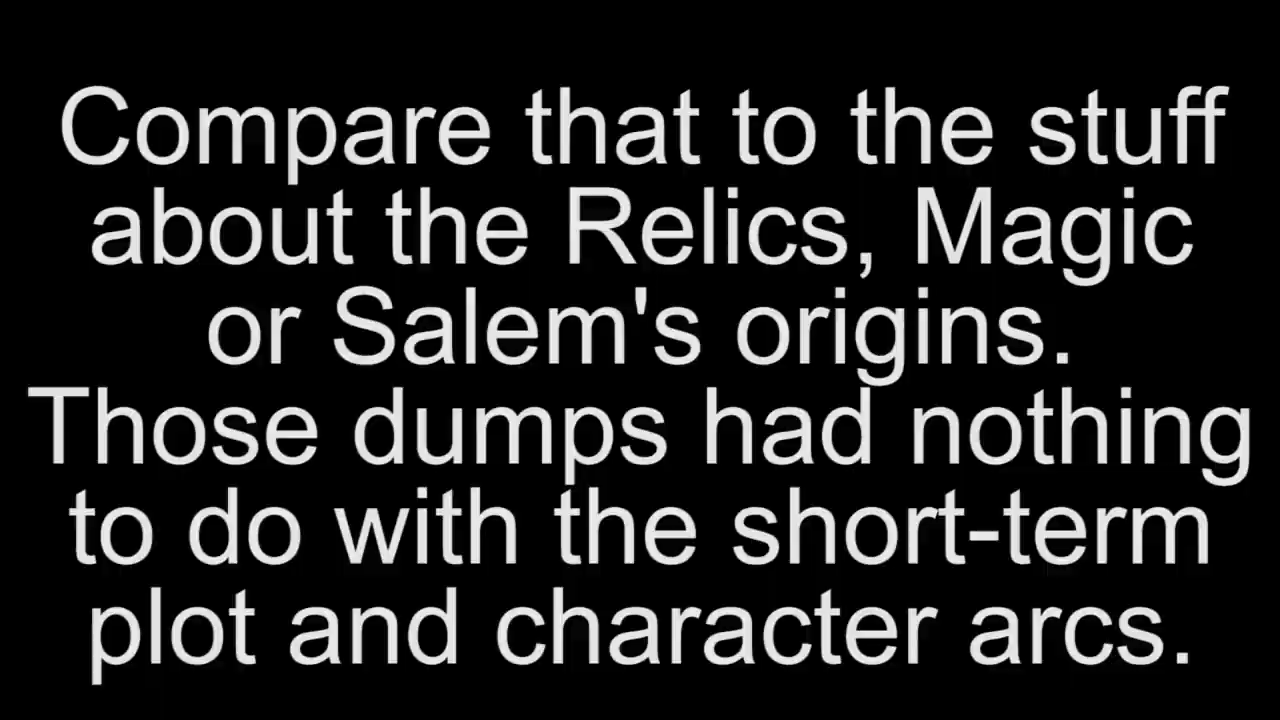 Compare that to the stuff
about the Relics, Magic
or Salem's origins.
Those dumps had nothing
to do with the short-term
plot and character arcs.